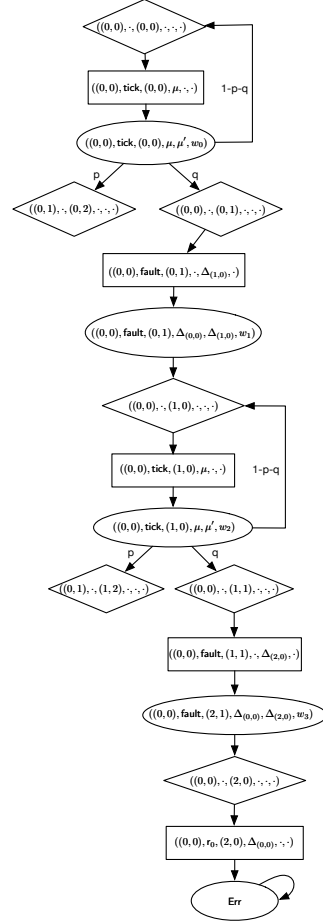 ((0, 0), ·, (0, 0), ·, ·, ·)
((0, 0), tick, (0, 0), μ, ·, ·)
1-p-q
((0, 0), tick, (0, 0), μ, μ′, w₀)
p q
((0, 1), ·, (0, 2), ·, ·, ·) ((0, 0), ·, (0, 1), ·, ·, ·)
((0, 0), fault, (0, 1), ·, Δ₍₁,₀₎, ·)
((0, 0), fault, (0, 1), Δ₍₀,₀₎, Δ₍₁,₀₎, w₁)
((0, 0), ·, (1, 0), ·, ·, ·)
((0, 0), tick, (1, 0), μ, ·, ·)
1-p-q
((0, 0), tick, (1, 0), μ, μ′, w₂)
p q
((0, 1), ·, (1, 2), ·, ·, ·) ((0, 0), ·, (1, 1), ·, ·, ·)
((0, 0), fault, (1, 1), ·, Δ₍₂,₀₎, ·)
((0, 0), fault, (2, 1), Δ₍₀,₀₎, Δ₍₂,₀₎, w₃)
((0, 0), ·, (2, 0), ·, ·, ·)
((0, 0), r₀, (2, 0), Δ₍₀,₀₎, ·, ·)
Err